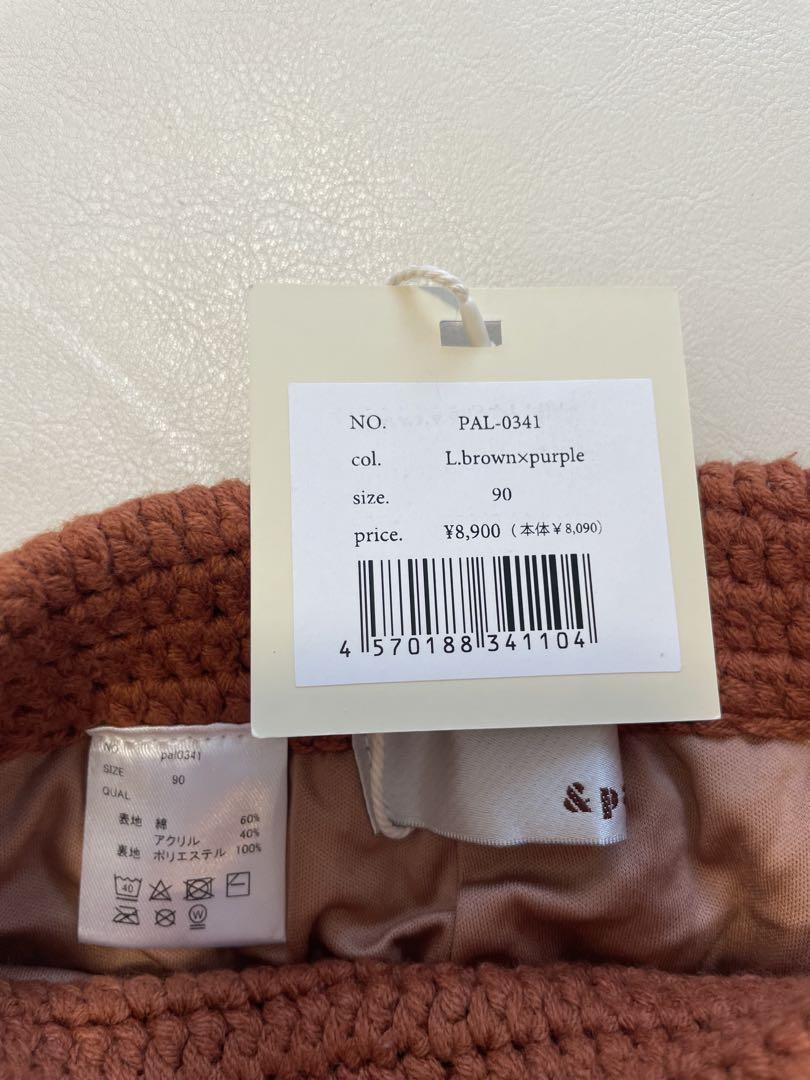 NO. PAL-0341
col. L.brown×purple
size. 90
price. ¥8,900 (本体¥8,090)
4 570188 341104
NO. pal0341
SIZE 90
QUAL
表地 綿 60%
アクリル 40%
裏地 ポリエステル 100%
40
W
&p